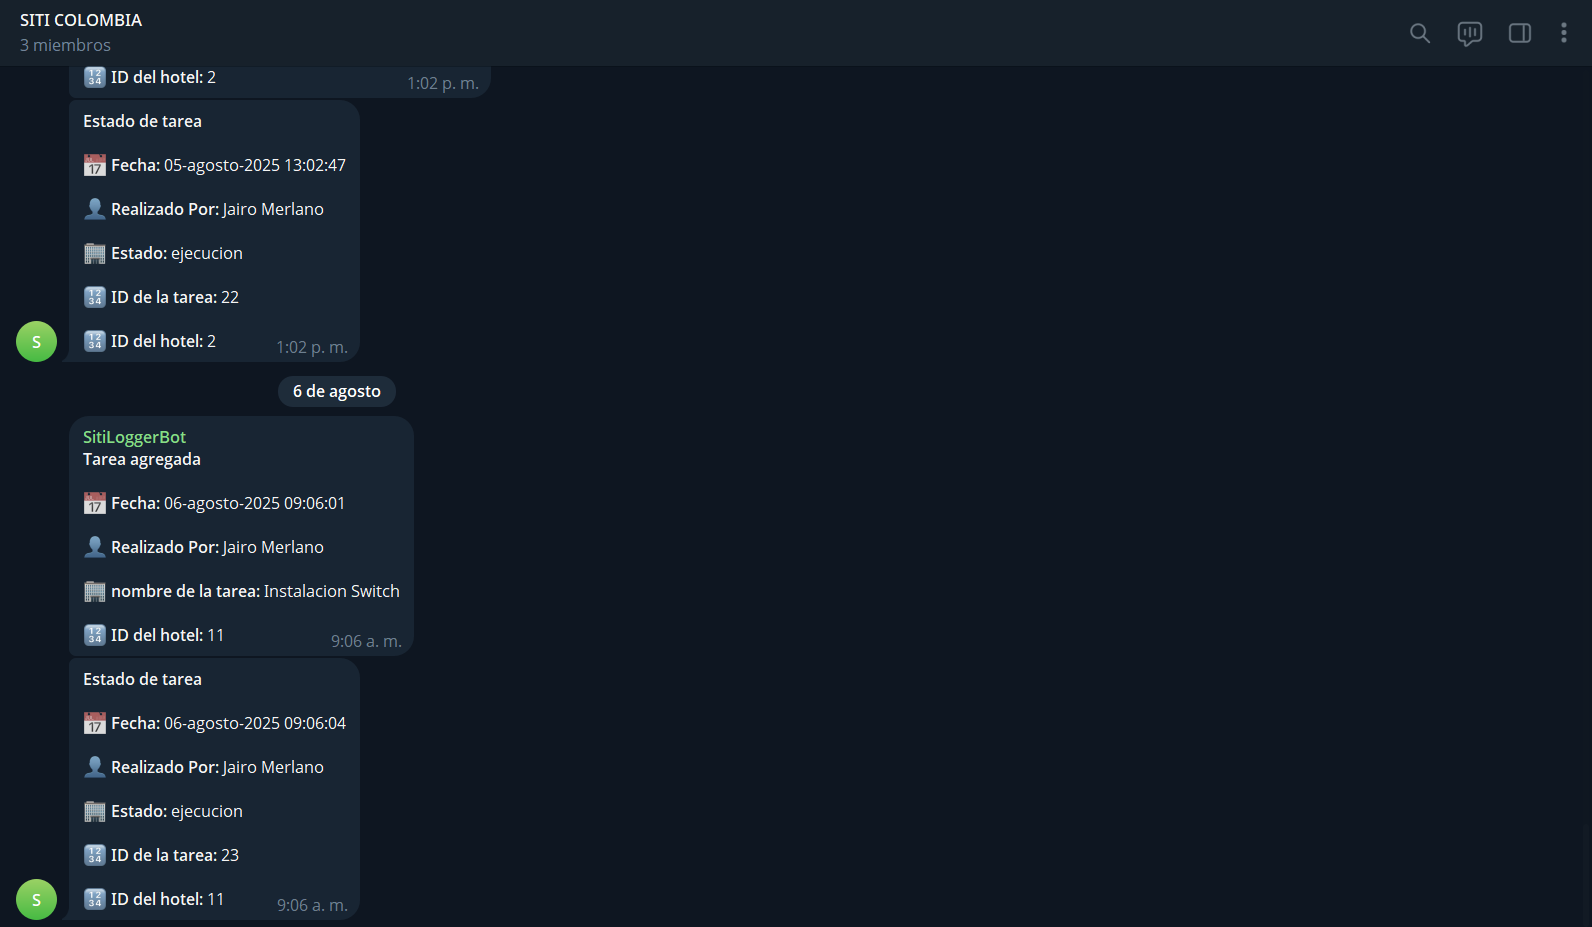 SITI COLOMBIA
3 miembros
ID del hotel: 2
1:02 p. m.
Estado de tarea
Fecha: 05-agosto-2025 13:02:47
Realizado Por: Jairo Merlano
Estado: ejecucion
ID de la tarea: 22
ID del hotel: 2
1:02 p. m.
S
6 de agosto
SitiLoggerBot
Tarea agregada
Fecha: 06-agosto-2025 09:06:01
Realizado Por: Jairo Merlano
nombre de la tarea: Instalacion Switch
ID del hotel: 11
9:06 a. m.
Estado de tarea
Fecha: 06-agosto-2025 09:06:04
Realizado Por: Jairo Merlano
Estado: ejecucion
ID de la tarea: 23
ID del hotel: 11
9:06 a. m.
S